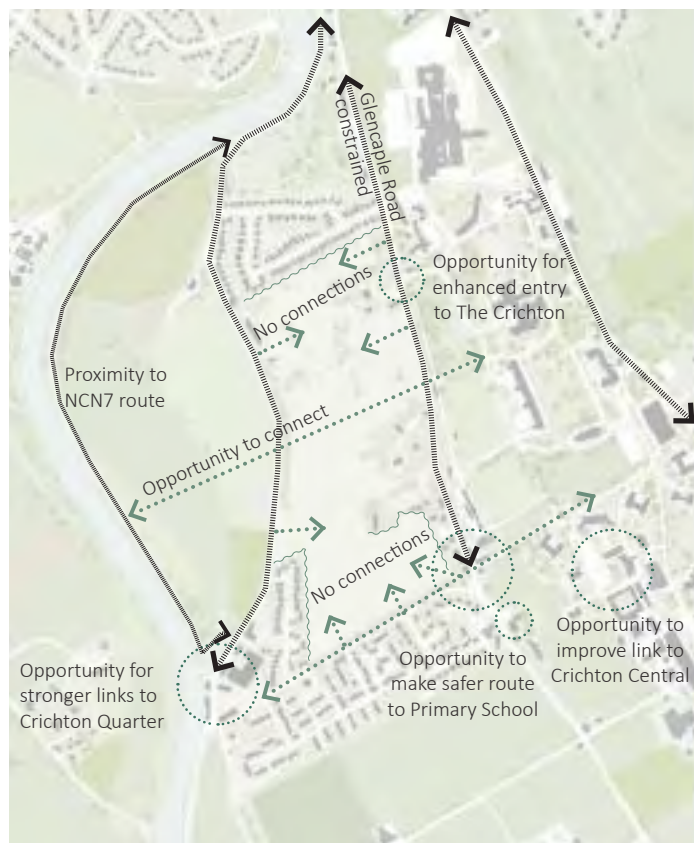 Glencaple Road
constrained
Opportunity for
enhanced entry
to The Crichton
No connections
Proximity to
NCN7 route
Opportunity to connect
No connections
Opportunity to
improve link to
Crichton Central
Opportunity to
make safer route
to Primary School
Opportunity for
stronger links to
Crichton Quarter